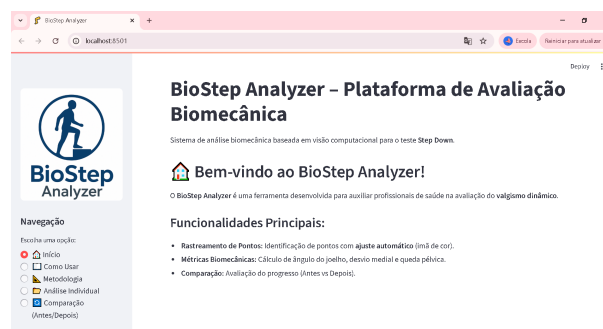 BioStep Analyzer
localhost:8501
Escola
Reiniciar para atualizar
Deploy
BioStep
Analyzer
Navegação
Escolha uma opção:
Início
Como Usar
Metodologia
Análise Individual
Comparação
(Antes/Depois)
BioStep Analyzer – Plataforma de Avaliação
Biomecânica
Sistema de análise biomecânica baseada em visão computacional para o teste Step Down.
Bem-vindo ao BioStep Analyzer!
O BioStep Analyzer é uma ferramenta desenvolvida para auxiliar profissionais de saúde na avaliação do valgismo dinâmico.
Funcionalidades Principais:
• Rastreamento de Pontos: Identificação de pontos com ajuste automático (imã de cor).
• Métricas Biomecânicas: Cálculo de ângulo do joelho, desvio medial e queda pélvica.
• Comparação: Avaliação do progresso (Antes vs Depois).